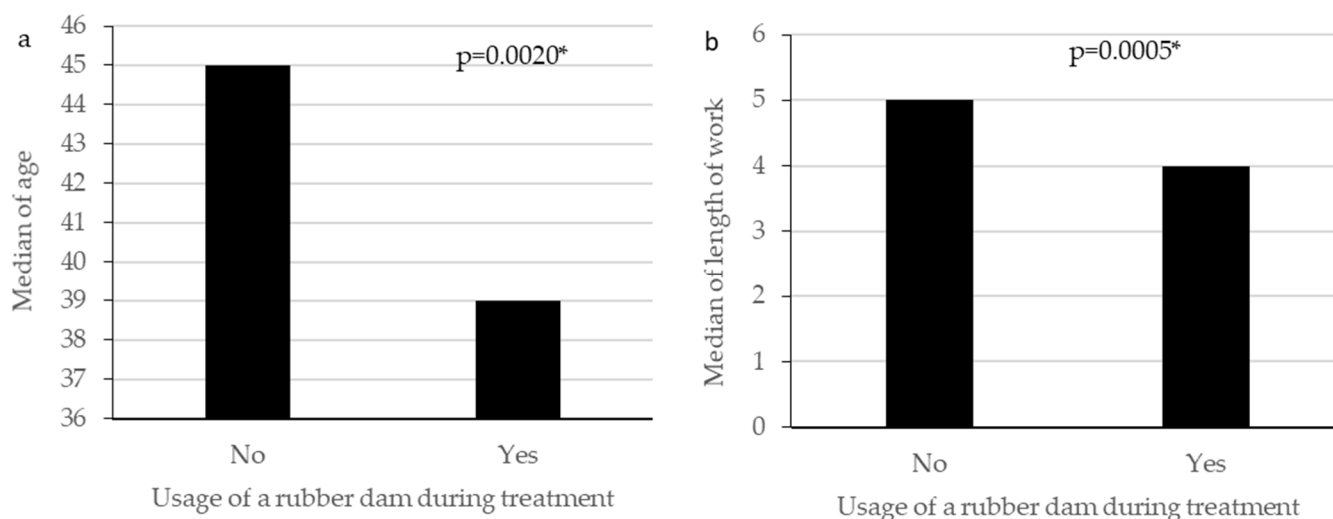 a
p=0.0020*
Median of age
46
45
44
43
42
41
40
39
38
37
36
No Yes
Usage of a rubber dam during treatment
b
p=0.0005*
Median of length of work
6
5
4
3
2
1
0
No Yes
Usage of a rubber dam during treatment